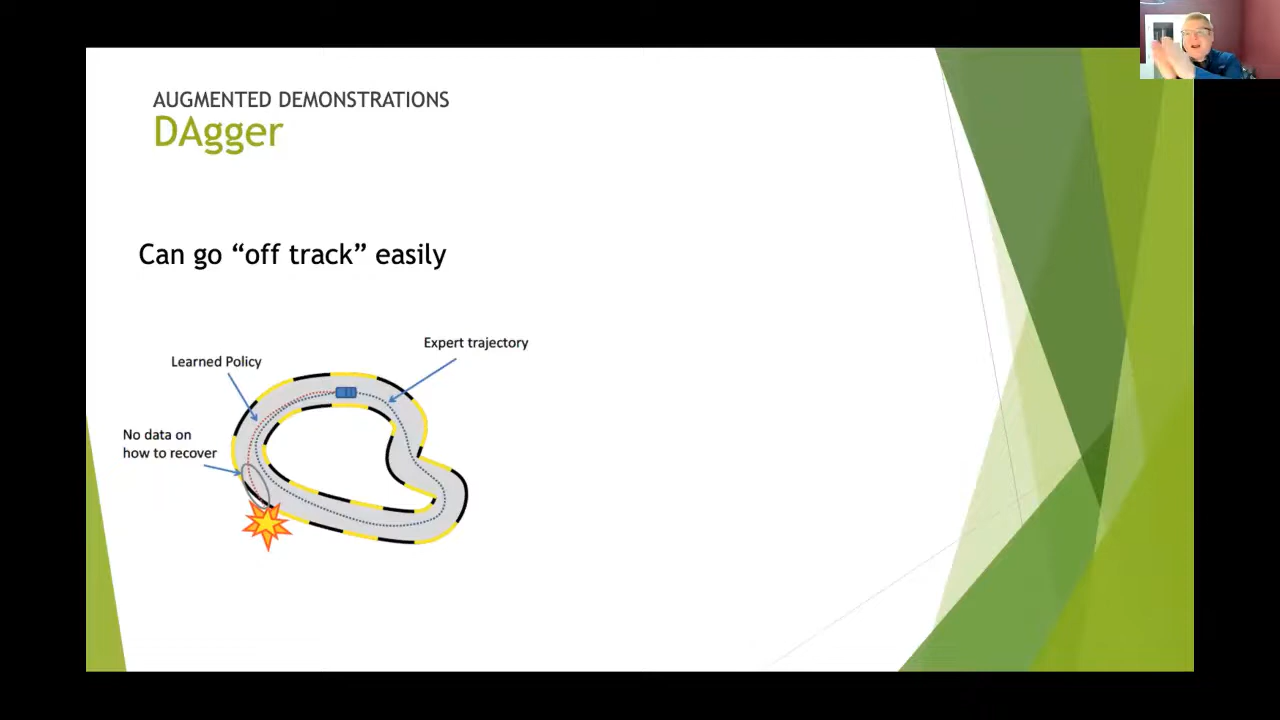 AUGMENTED DEMONSTRATIONS
DAgger
Can go “off track” easily
Expert trajectory
Learned Policy
No data on
how to recover